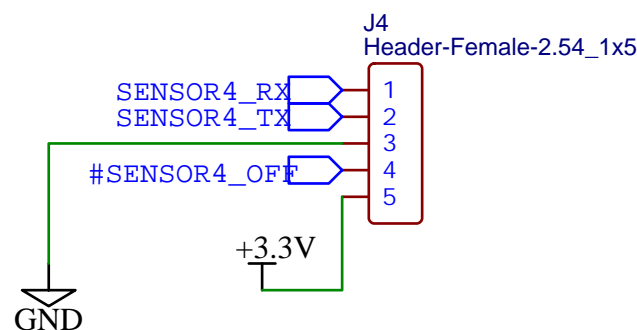 J4
Header-Female-2.54_1x5
SENSOR4_RX 1
SENSOR4_TX 2
3
#SENSOR4_OFF 4
5
+3.3V
GND